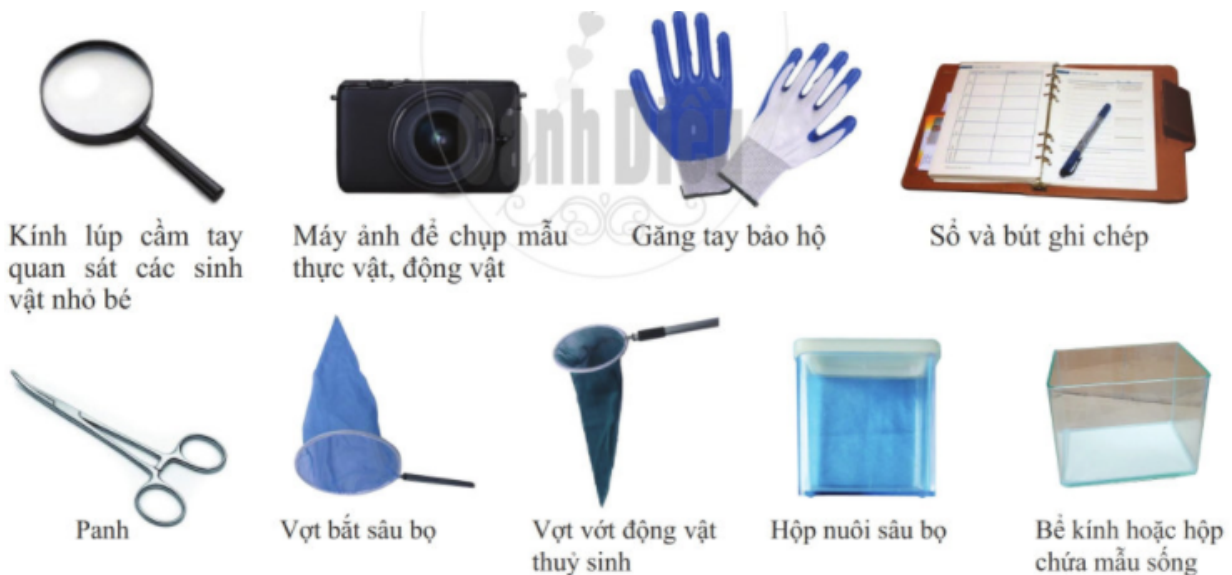 Cánh Diều
Kính lúp cầm tay
quan sát các sinh
vật nhỏ bé
Máy ảnh để chụp mẫu
thực vật, động vật
Găng tay bảo hộ
Sổ và bút ghi chép
Panh
Vợt bắt sâu bọ
Vợt vớt động vật
thuỷ sinh
Hộp nuôi sâu bọ
Bể kính hoặc hộp
chứa mẫu sống